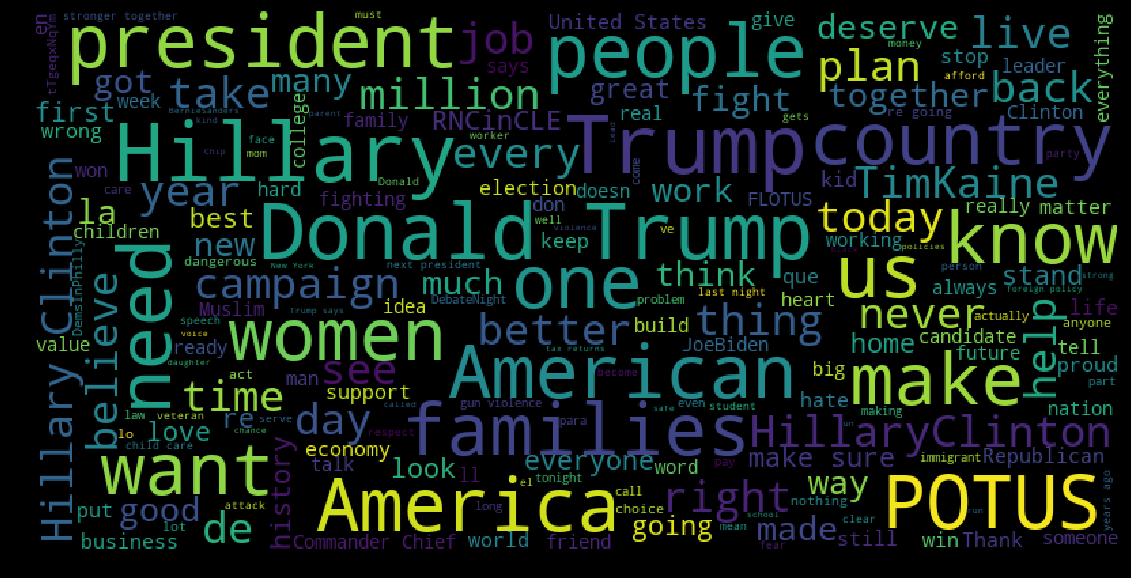 stronger together
must
en
tTgeqxNqYm
president
job
says
people
United States
give
deserve
money
live
everything
got
week
take
many
million
great
plan
stop
afford
leader
together
back
first
wrong
BernieSanders
kind
college
parent
family
RNCinCLE
real
fight
gets
re going
Clinton
Hillary
face
mom
worker
every
Trump
Lead
come
country
party
won
care
chip
year
hard
Donald
fighting
election
doesn
work
FLOTUS
kid
TimKaine
HillaryClinton
la
children
best
new
dangerous
New York
Donald Trump
next president
don
well
violence
keep
ve
today
working
policies
really
matter
know
DemsInPhilly
need
believe
campaign
much
one
think
problem
que
last night
heart
us
person
always
stand
foreign policy
strong
Muslim
idea
DebateNight
Trump says
speech
voice
value
ready
daughter
women
better
build
thing
JoeBiden
never
actually
candidate
home
future
help
life
anyone
tell
proud
part
tax returns
act
man
see
American
become
big
make
time
support
gun violence
safe
even
student
hate
making
nation
law
veteran
serve
lo
chance
child care
love
re
day
called
respect
families
para
un
HillaryClinton
economy
talk
look
ll
everyone
word
pay
make sure
immigrant
Republican
want
history
el
tonight
nothing
way
years ago
put
good
attack
lot
business
de
America
long
call
choice
school
right
going
made
clear
still
POTUS
run
Commander Chief
world
friend
mean
fear
win
Thank
someone